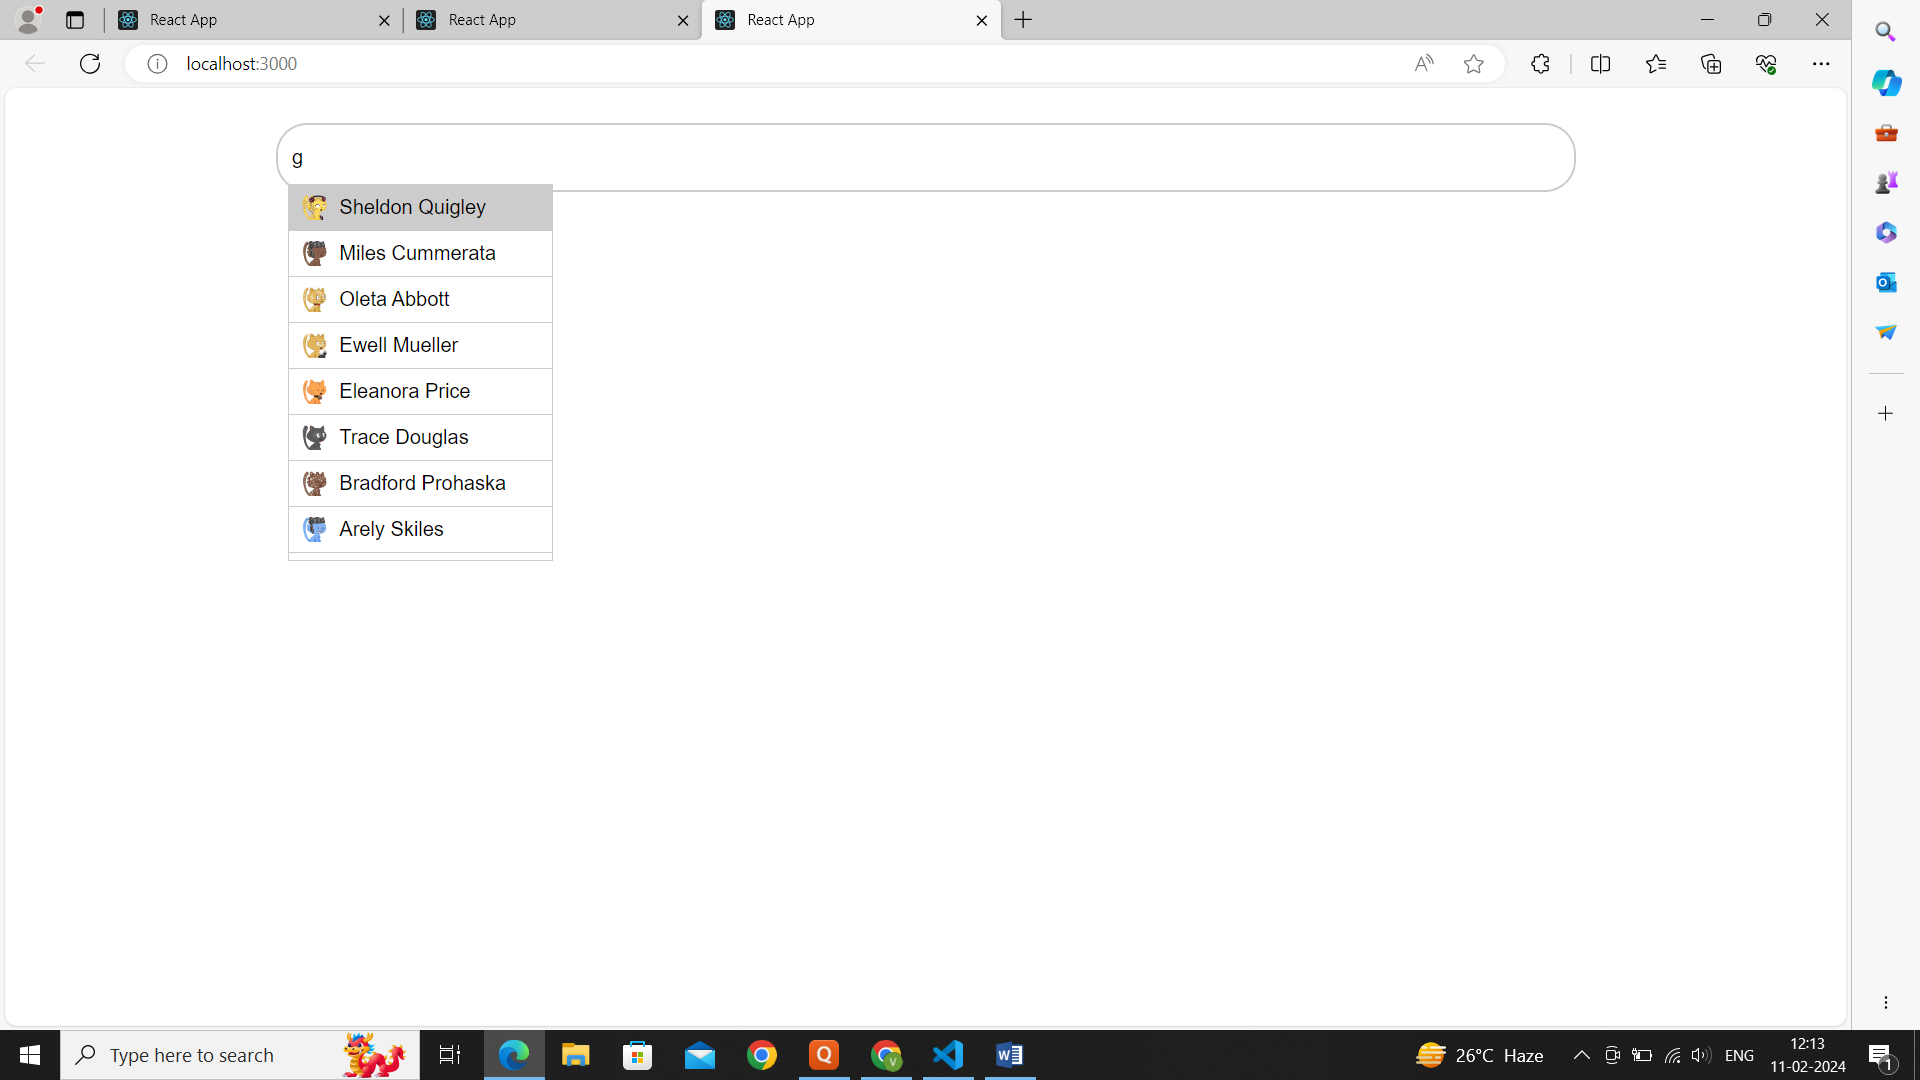 React App
React App
React App
localhost:3000
g
Sheldon Quigley
Miles Cummerata
Oleta Abbott
Ewell Mueller
Eleanora Price
Trace Douglas
Bradford Prohaska
Arely Skiles
Type here to search
26°C Haze
ENG
12:13
11-02-2024
1